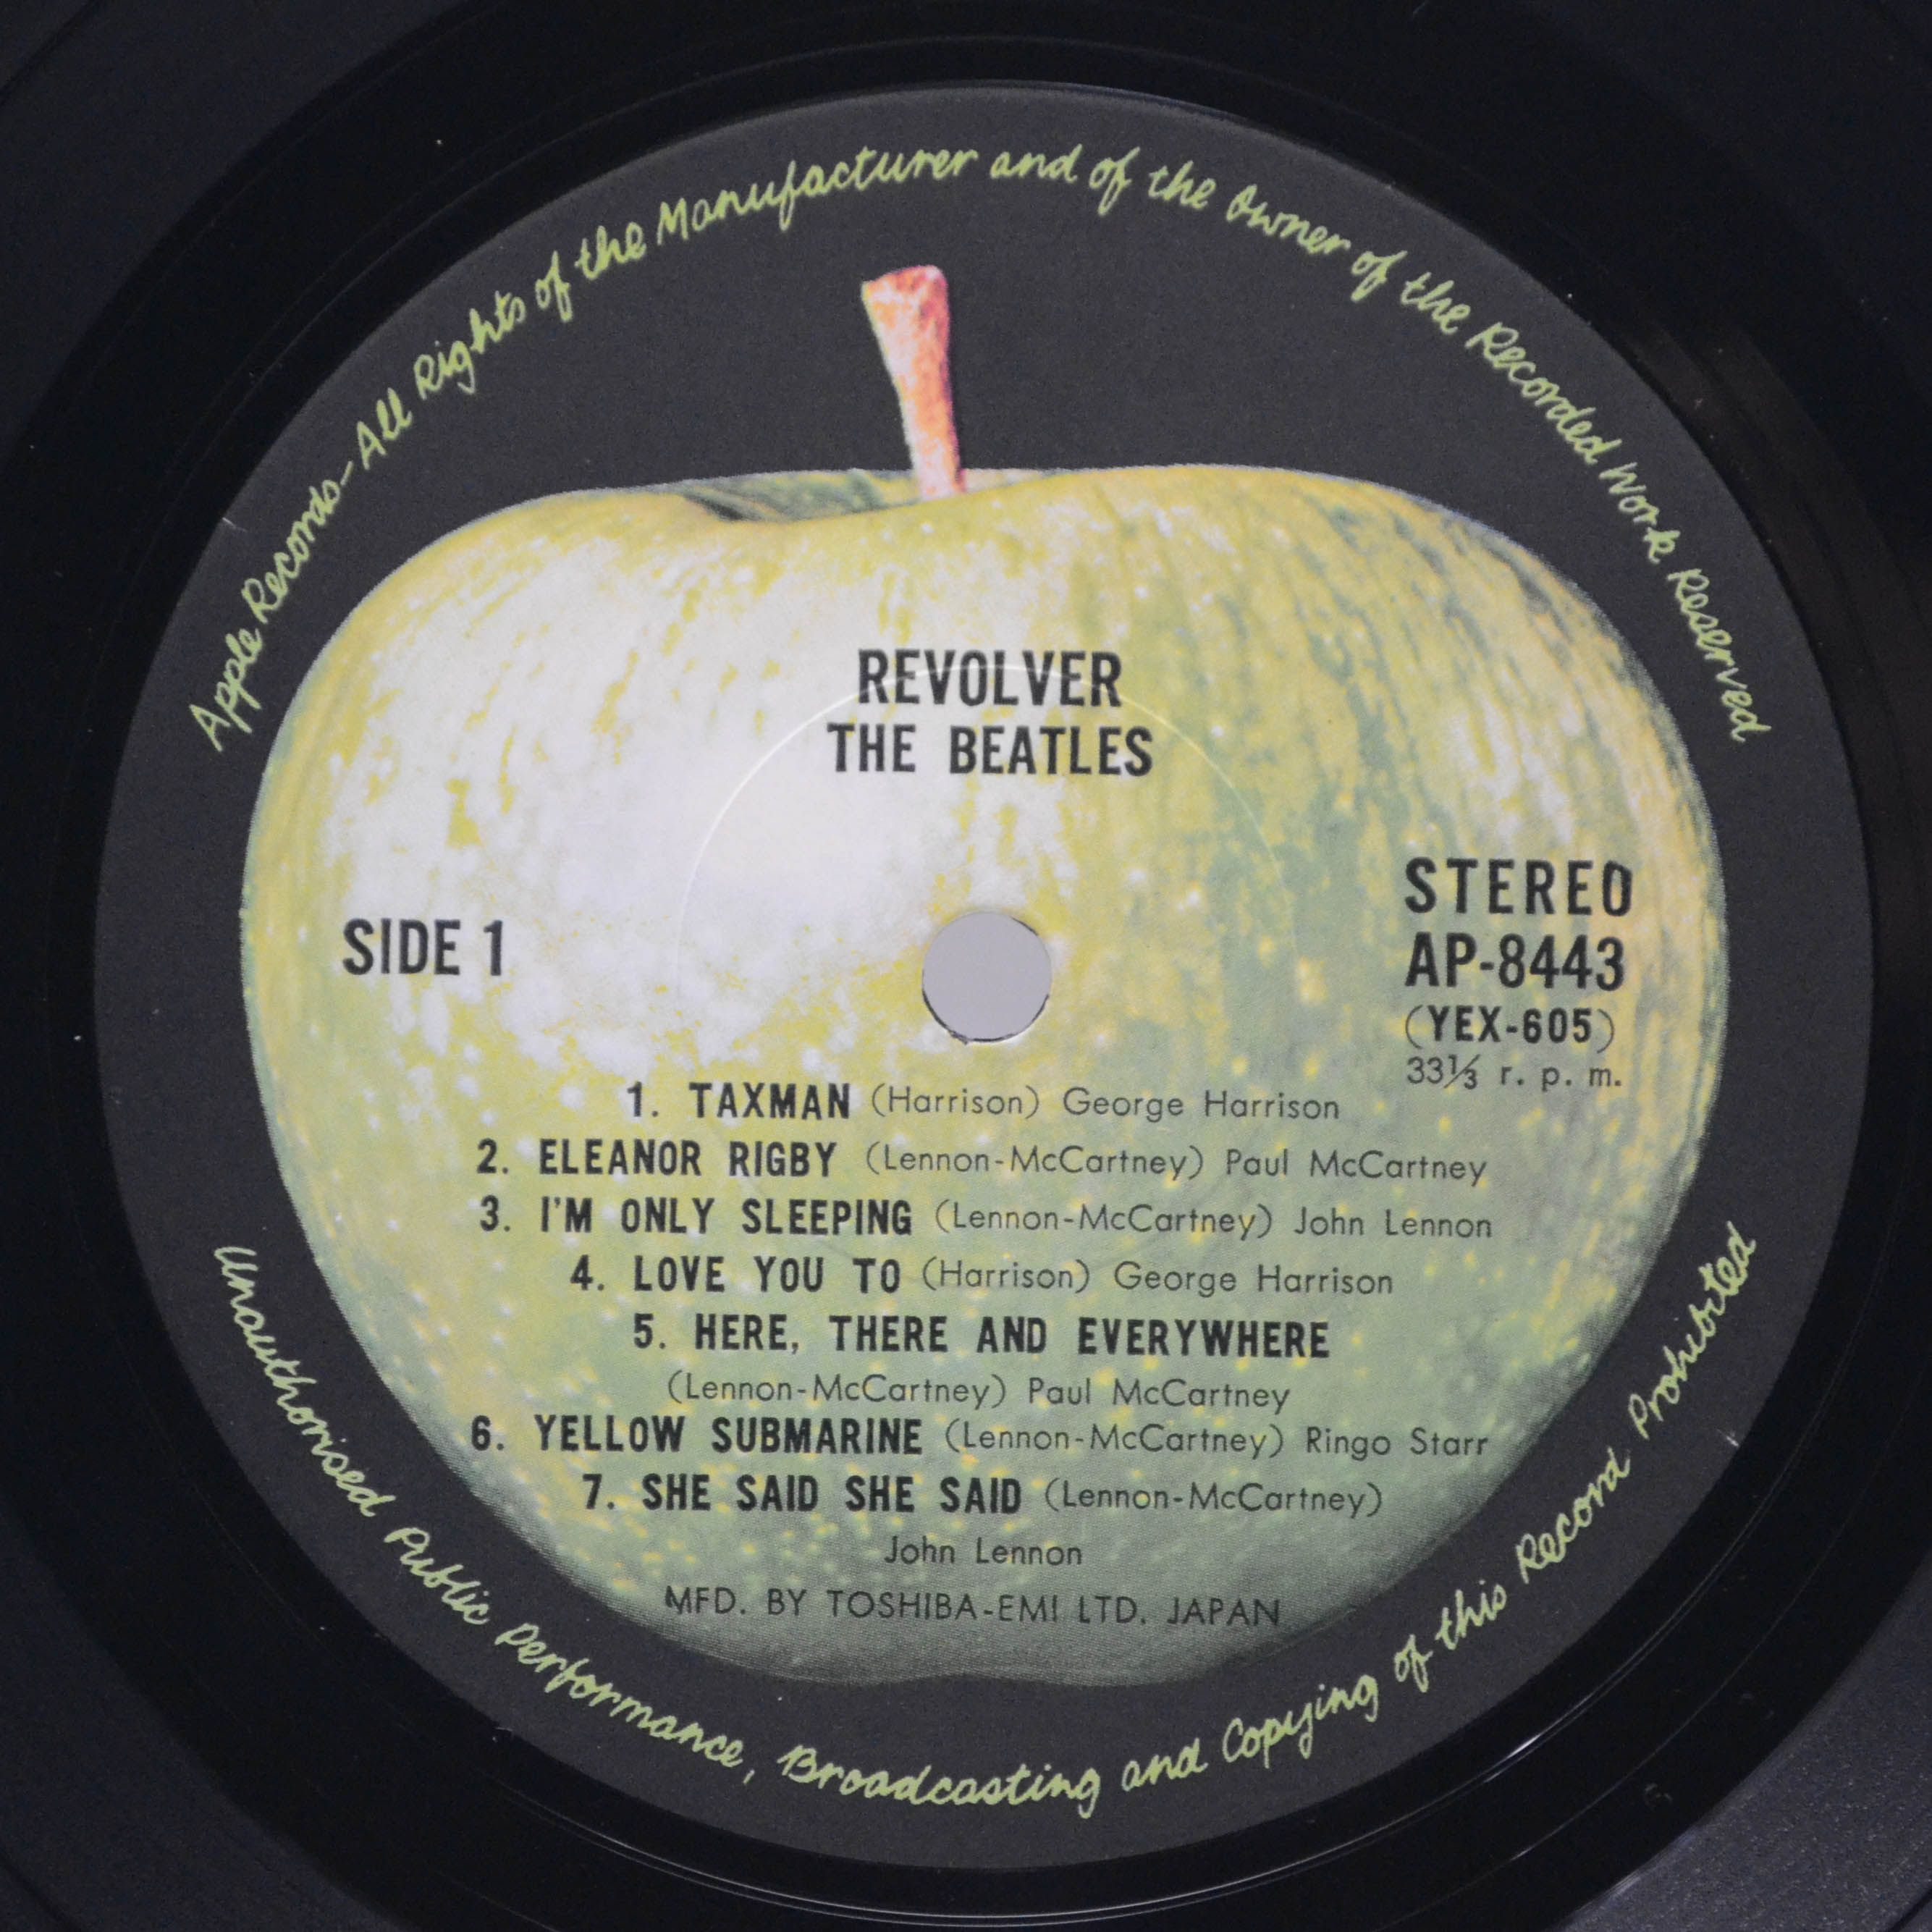 Apple Records-All Rights of the Manufacturer and of the Owner of the Recorded Work Reserved
REVOLVER
THE BEATLES
SIDE 1
STEREO
AP-8443
(YEX-605)
33⅓ r. p. m.
1. TAXMAN (Harrison) George Harrison
2. ELEANOR RIGBY (Lennon-McCartney) Paul McCartney
3. I'M ONLY SLEEPING (Lennon-McCartney) John Lennon
4. LOVE YOU TO (Harrison) George Harrison
5. HERE, THERE AND EVERYWHERE
(Lennon-McCartney) Paul McCartney
6. YELLOW SUBMARINE (Lennon-McCartney) Ringo Starr
7. SHE SAID SHE SAID (Lennon-McCartney)
John Lennon
MFD. BY TOSHIBA-EMI LTD. JAPAN
Unauthorised Public Performance, Broadcasting and Copying of this Record Prohibited